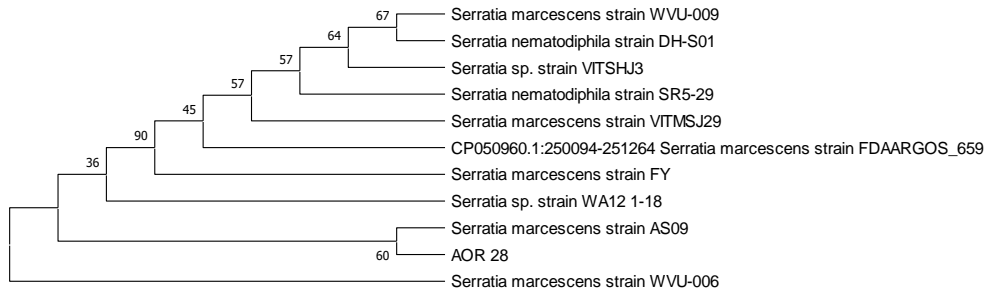 67
Serratia marcescens strain WVU-009
64
Serratia nematodiphila strain DH-S01
57
Serratia sp. strain VITSHJ3
57
Serratia nematodiphila strain SR5-29
45
Serratia marcescens strain VITMSJ29
90
CP050960.1:250094-251264 Serratia marcescens strain FDAARGOS_659
36
Serratia marcescens strain FY
Serratia sp. strain WA12 1-18
Serratia marcescens strain AS09
60
AOR 28
Serratia marcescens strain WVU-006